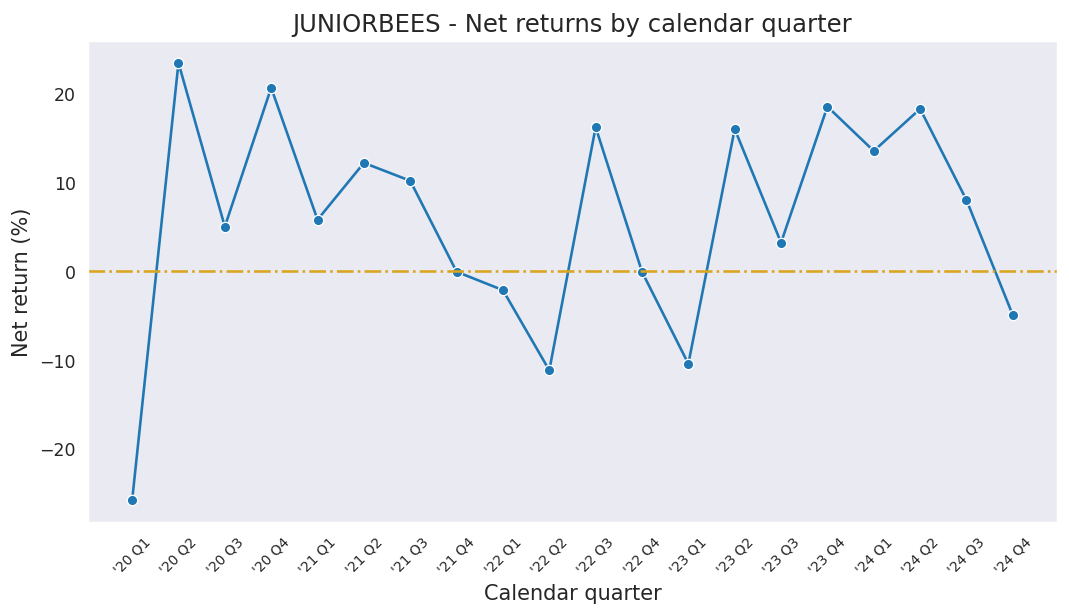 JUNIORBEES - Net returns by calendar quarter
Net return (%)
20
10
0
−10
−20
'20 Q1
'20 Q2
'20 Q3
'20 Q4
'21 Q1
'21 Q2
'21 Q3
'21 Q4
'22 Q1
'22 Q2
'22 Q3
'22 Q4
'23 Q1
'23 Q2
'23 Q3
'23 Q4
'24 Q1
'24 Q2
'24 Q3
'24 Q4
Calendar quarter